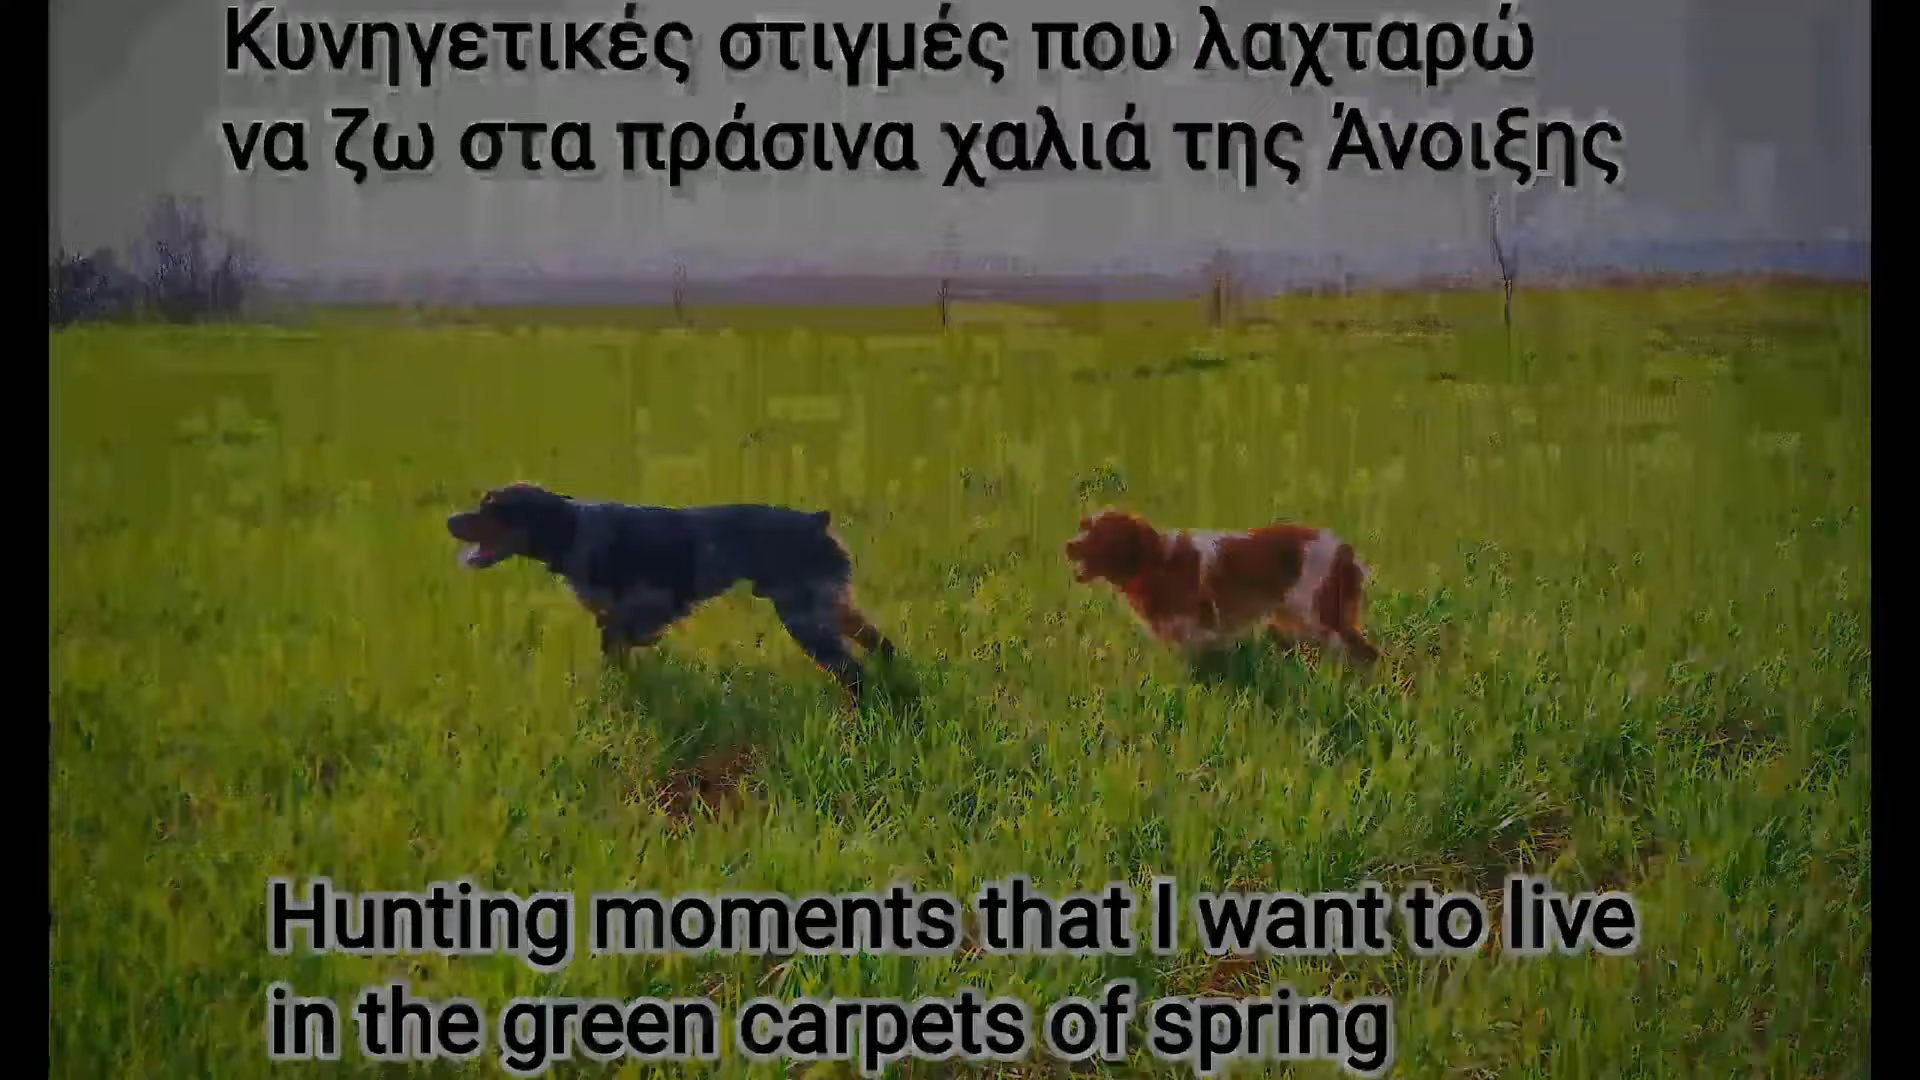 Κυνηγετικές στιγμές που λαχταρώ
να ζω στα πράσινα χαλιά της Άνοιξης
Hunting moments that I want to live
in the green carpets of spring